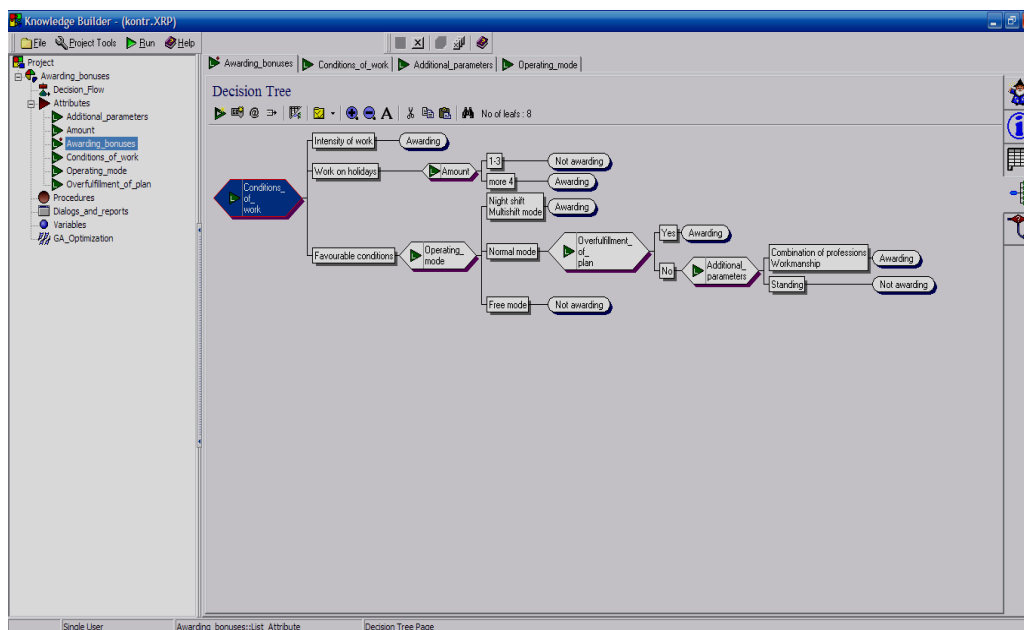 Knowledge Builder - (kontr.XRP)
File Project Tools Run Help
Project
Awarding_bonuses
Decision_Flow
Attributes
Additional_parameters
Amount
Awarding_bonuses
Conditions_of_work
Operating_mode
Overfulfillment_of_plan
Procedures
Dialogs_and_reports
Variables
GA_Optimization
Awarding_bonuses Conditions_of_work Additional_parameters Operating_mode
Decision Tree
No of leafs : 8
Conditions_
of_
work
Intensity of work
Awarding
Work on holidays
Amount
1-3
Not awarding
more 4
Awarding
Favourable conditions
Operating_
mode
Night shift
Multishift mode
Awarding
Normal mode
Overfulfillment_
of_
plan
Yes
Awarding
No
Additional_
parameters
Combination of professions
Workmanship
Awarding
Standing
Not awarding
Free mode
Not awarding
Single User
Awarding_bonuses::List_Attribute
Decision Tree Page